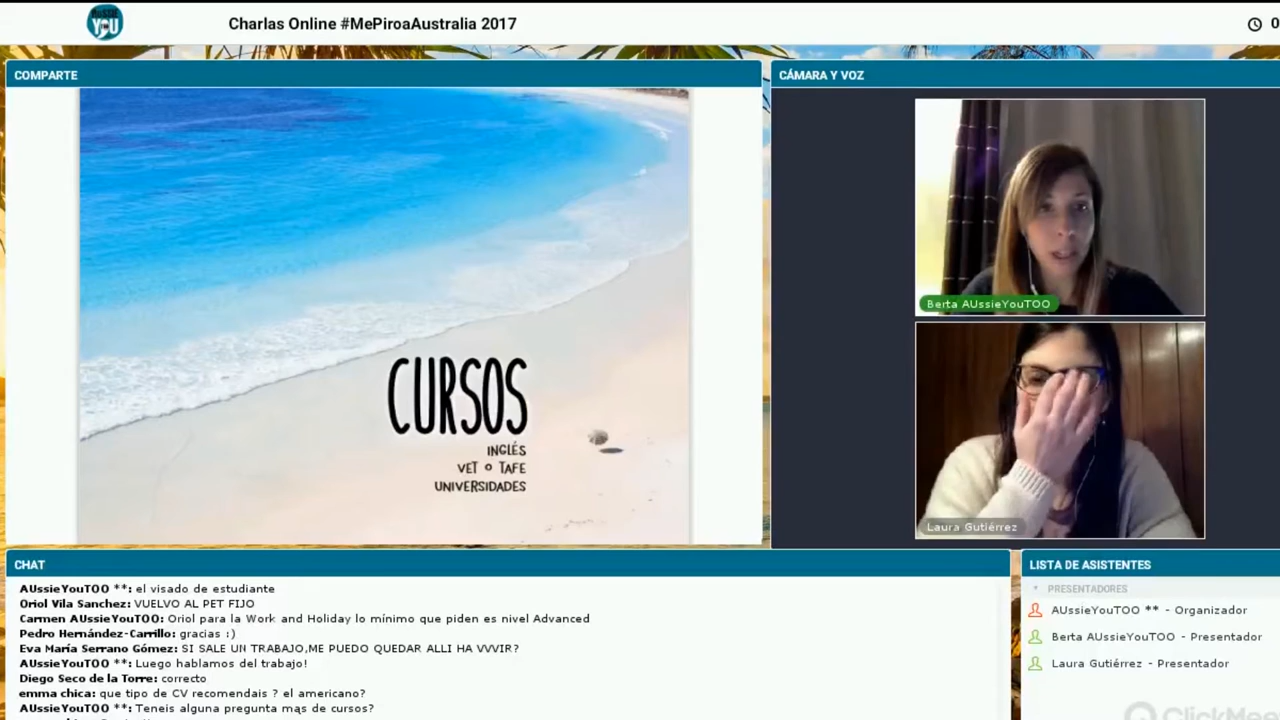 AUSSIE
YOU
Charlas Online #MePiroaAustralia 2017
COMPARTE
CURSOS
INGLÉS
VET O TAFE
UNIVERSIDADES
CÁMARA Y VOZ
Berta AUssieYouTOO
Laura Gutiérrez
CHAT
AUssieYouTOO **: el visado de estudiante
Oriol Vila Sanchez: VUELVO AL PET FIJO
Carmen AUssieYouTOO: Oriol para la Work and Holiday lo mínimo que piden es nivel Advanced
Pedro Hernández-Carrillo: gracias :)
Eva María Serrano Gómez: SI SALE UN TRABAJO,ME PUEDO QUEDAR ALLI HA VVVIR?
AUssieYouTOO **: Luego hablamos del trabajo!
Diego Seco de la Torre: correcto
emma chica: que tipo de CV recomendais ? el americano?
AUssieYouTOO **: Teneis alguna pregunta mąs de cursos?
LISTA DE ASISTENTES
PRESENTADORES
AUssieYouTOO ** - Organizador
Berta AUssieYouTOO - Presentador
Laura Gutiérrez - Presentador
ClickMee